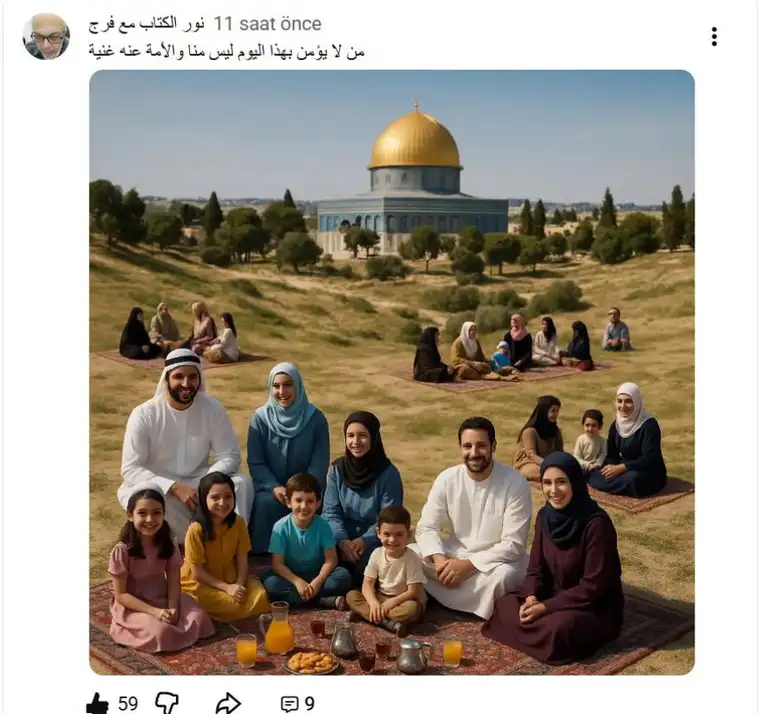 نور الكتاب مع فرج 11 saat önce
من لا يؤمن بهذا اليوم ليس منا والأمة عنه غنية
59 9